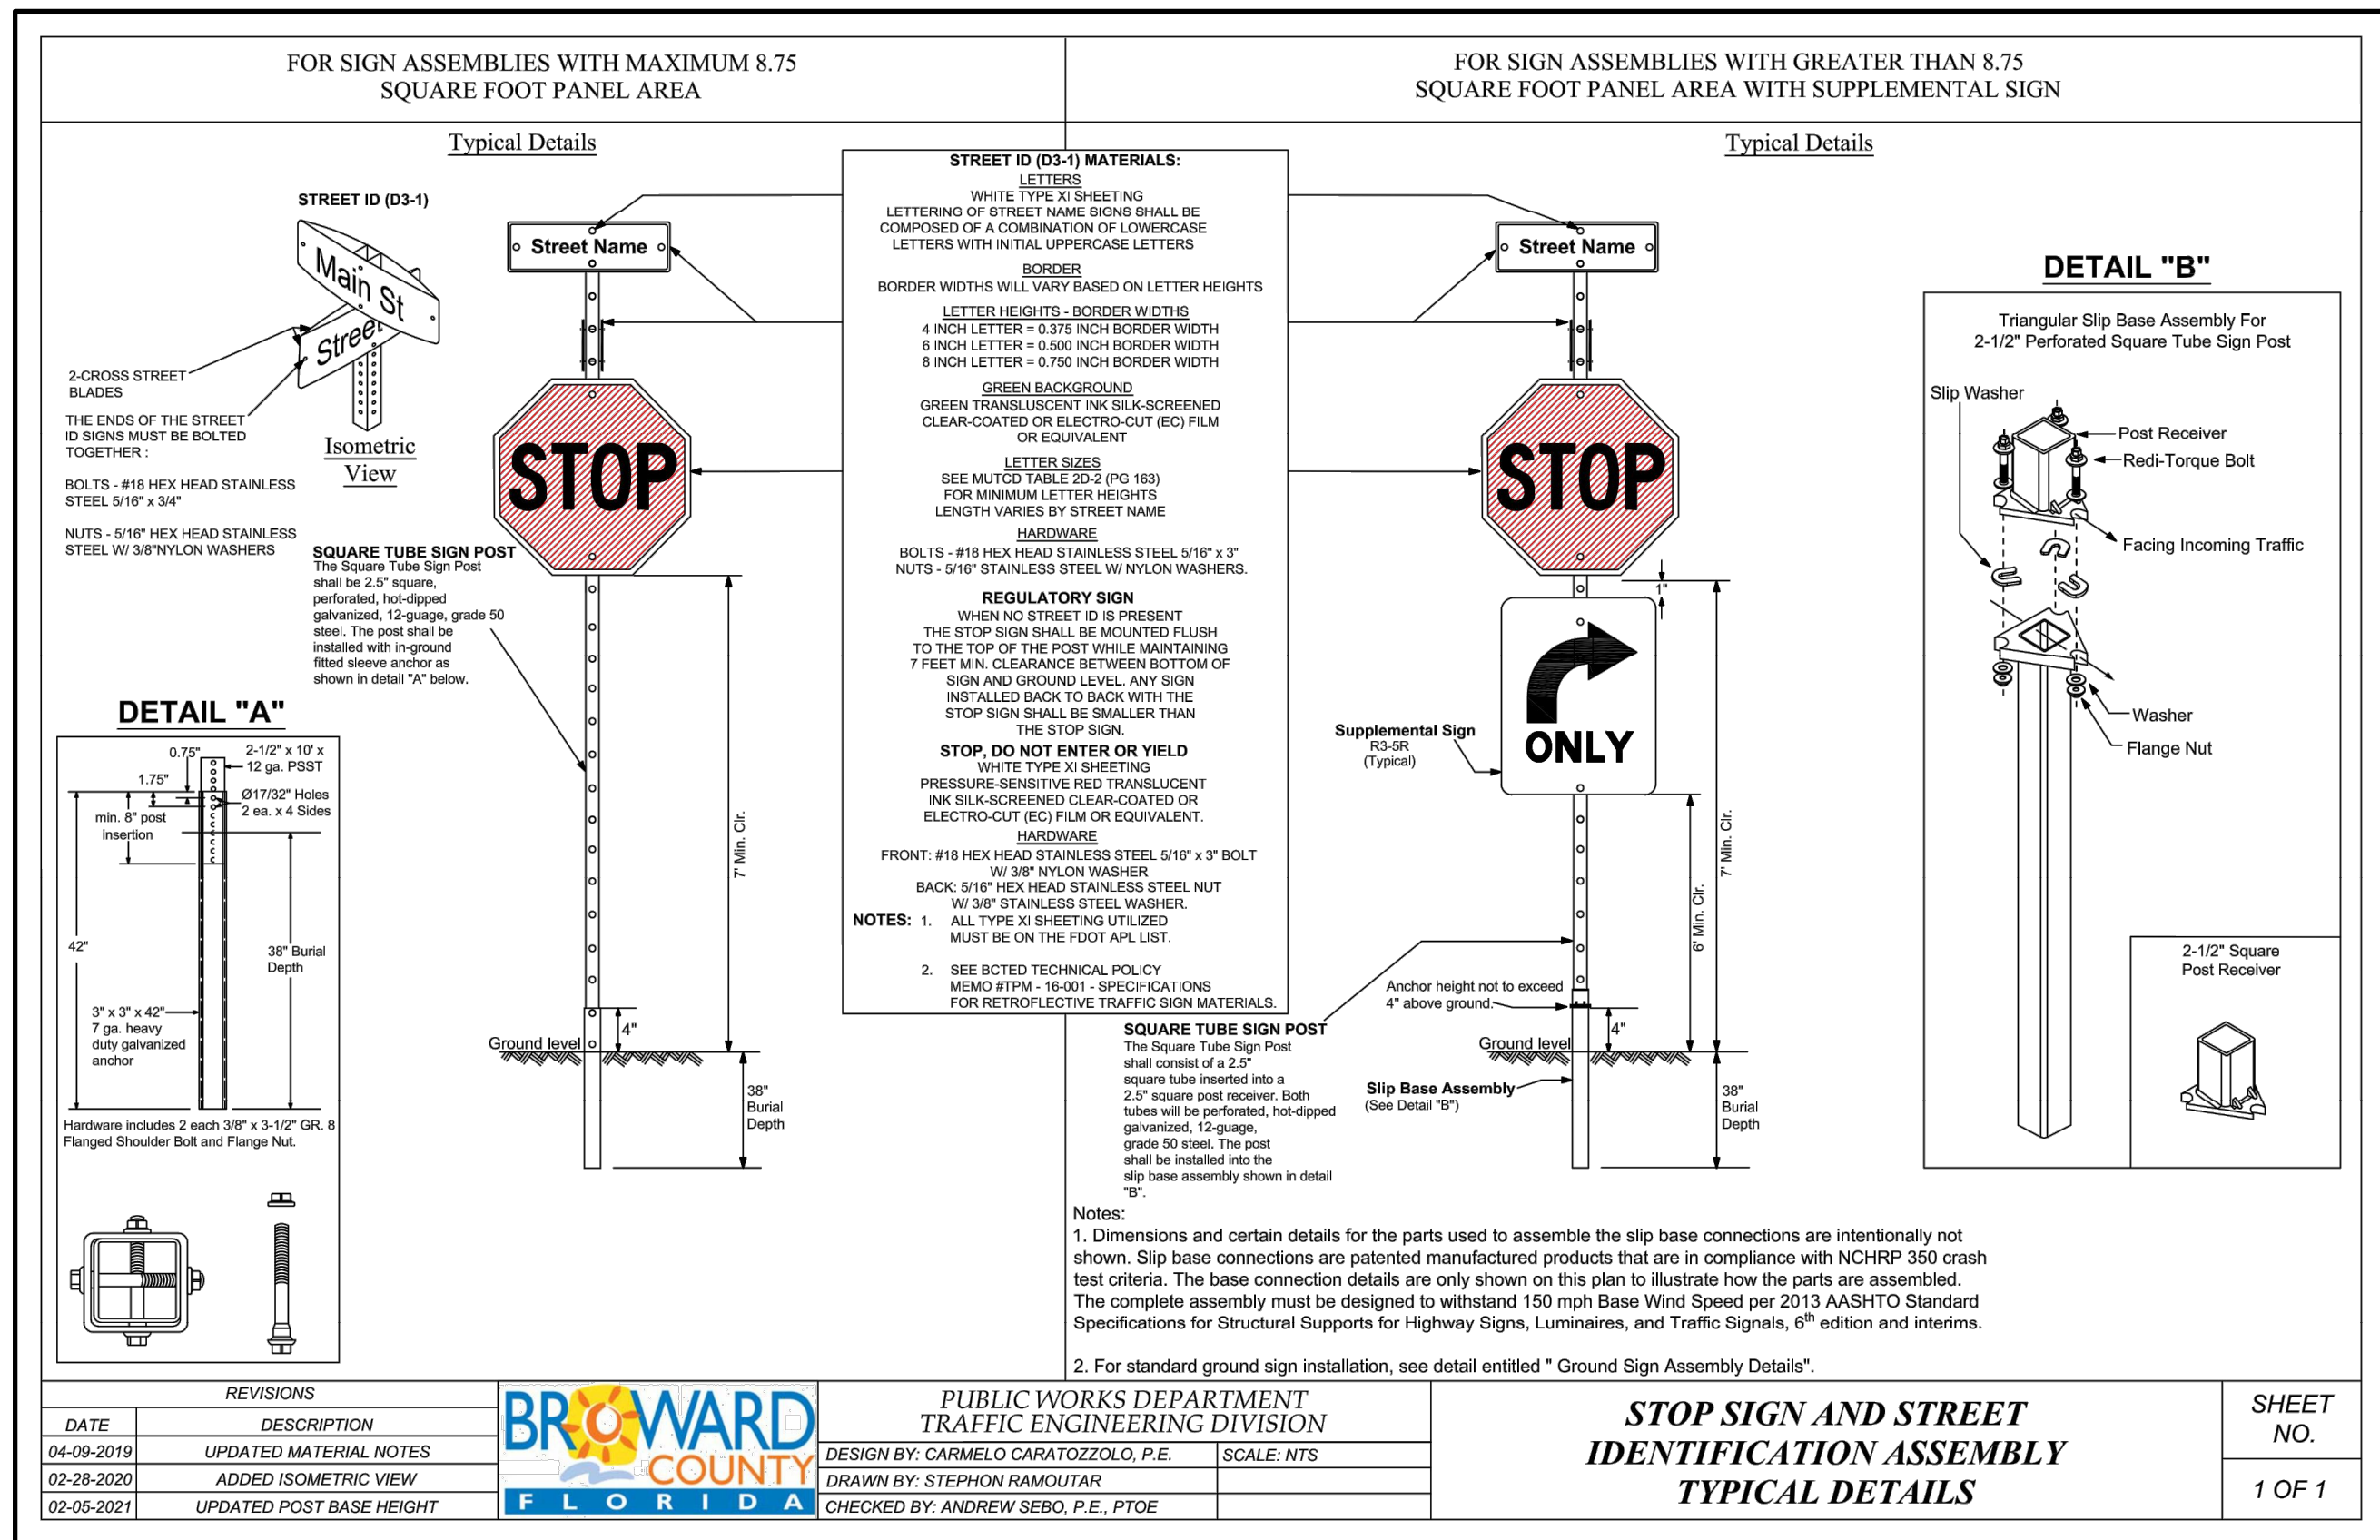 FOR SIGN ASSEMBLIES WITH MAXIMUM 8.75
SQUARE FOOT PANEL AREA
FOR SIGN ASSEMBLIES WITH GREATER THAN 8.75
SQUARE FOOT PANEL AREA WITH SUPPLEMENTAL SIGN
Typical Details
STREET ID (D3-1)
Main St
Street
2-CROSS STREET
BLADES
THE ENDS OF THE STREET
ID SIGNS MUST BE BOLTED
TOGETHER :
BOLTS - #18 HEX HEAD STAINLESS
STEEL 5/16" x 3/4"
NUTS - 5/16" HEX HEAD STAINLESS
STEEL W/ 3/8"NYLON WASHERS
Isometric
View
Street Name
STOP
SQUARE TUBE SIGN POST
The Square Tube Sign Post
shall be 2.5" square,
perforated, hot-dipped
galvanized, 12-guage, grade 50
steel. The post shall be
installed with in-ground
fitted sleeve anchor as
shown in detail "A" below.
7' Min. Clr.
4"
Ground level
38"
Burial
Depth
DETAIL "A"
0.75"
2-1/2" x 10' x
12 ga. PSST
1.75"
Ø17/32" Holes
2 ea. x 4 Sides
min. 8" post
insertion
42"
38" Burial
Depth
3" x 3" x 42"
7 ga. heavy
duty galvanized
anchor
Hardware includes 2 each 3/8" x 3-1/2" GR. 8
Flanged Shoulder Bolt and Flange Nut.
STREET ID (D3-1) MATERIALS:
LETTERS
WHITE TYPE XI SHEETING
LETTERING OF STREET NAME SIGNS SHALL BE
COMPOSED OF A COMBINATION OF LOWERCASE
LETTERS WITH INITIAL UPPERCASE LETTERS
BORDER
BORDER WIDTHS WILL VARY BASED ON LETTER HEIGHTS
LETTER HEIGHTS - BORDER WIDTHS
4 INCH LETTER = 0.375 INCH BORDER WIDTH
6 INCH LETTER = 0.500 INCH BORDER WIDTH
8 INCH LETTER = 0.750 INCH BORDER WIDTH
GREEN BACKGROUND
GREEN TRANSLUSCENT INK SILK-SCREENED
CLEAR-COATED OR ELECTRO-CUT (EC) FILM
OR EQUIVALENT
LETTER SIZES
SEE MUTCD TABLE 2D-2 (PG 163)
FOR MINIMUM LETTER HEIGHTS
LENGTH VARIES BY STREET NAME
HARDWARE
BOLTS - #18 HEX HEAD STAINLESS STEEL 5/16" x 3"
NUTS - 5/16" STAINLESS STEEL W/ NYLON WASHERS.
REGULATORY SIGN
WHEN NO STREET ID IS PRESENT
THE STOP SIGN SHALL BE MOUNTED FLUSH
TO THE TOP OF THE POST WHILE MAINTAINING
7 FEET MIN. CLEARANCE BETWEEN BOTTOM OF
SIGN AND GROUND LEVEL. ANY SIGN
INSTALLED BACK TO BACK WITH THE
STOP SIGN SHALL BE SMALLER THAN
THE STOP SIGN.
STOP, DO NOT ENTER OR YIELD
WHITE TYPE XI SHEETING
PRESSURE-SENSITIVE RED TRANSLUCENT
INK SILK-SCREENED CLEAR-COATED OR
ELECTRO-CUT (EC) FILM OR EQUIVALENT.
HARDWARE
FRONT: #18 HEX HEAD STAINLESS STEEL 5/16" x 3" BOLT
W/ 3/8" NYLON WASHER
BACK: 5/16" HEX HEAD STAINLESS STEEL NUT
W/ 3/8" STAINLESS STEEL WASHER.
NOTES: 1. ALL TYPE XI SHEETING UTILIZED
MUST BE ON THE FDOT APL LIST.
2. SEE BCTED TECHNICAL POLICY
MEMO #TPM - 16-001 - SPECIFICATIONS
FOR RETROFLECTIVE TRAFFIC SIGN MATERIALS.
Typical Details
Street Name
STOP
1"
ONLY
Supplemental Sign
R3-5R
(Typical)
7' Min. Clr.
6' Min. Clr.
Anchor height not to exceed
4" above ground.
4"
Ground level
Slip Base Assembly
(See Detail "B")
38"
Burial
Depth
SQUARE TUBE SIGN POST
The Square Tube Sign Post
shall consist of a 2.5"
square tube inserted into a
2.5" square post receiver. Both
tubes will be perforated, hot-dipped
galvanized, 12-guage,
grade 50 steel. The post
shall be installed into the
slip base assembly shown in detail
"B".
DETAIL "B"
Triangular Slip Base Assembly For
2-1/2" Perforated Square Tube Sign Post
Slip Washer
Post Receiver
Redi-Torque Bolt
Facing Incoming Traffic
Washer
Flange Nut
2-1/2" Square
Post Receiver
Notes:
1. Dimensions and certain details for the parts used to assemble the slip base connections are intentionally not
shown. Slip base connections are patented manufactured products that are in compliance with NCHRP 350 crash
test criteria. The base connection details are only shown on this plan to illustrate how the parts are assembled.
The complete assembly must be designed to withstand 150 mph Base Wind Speed per 2013 AASHTO Standard
Specifications for Structural Supports for Highway Signs, Luminaires, and Traffic Signals, 6th edition and interims.
2. For standard ground sign installation, see detail entitled " Ground Sign Assembly Details".
REVISIONS
DATE DESCRIPTION
04-09-2019 UPDATED MATERIAL NOTES
02-28-2020 ADDED ISOMETRIC VIEW
02-05-2021 UPDATED POST BASE HEIGHT
BROWARD
COUNTY
FLORIDA
PUBLIC WORKS DEPARTMENT
TRAFFIC ENGINEERING DIVISION
DESIGN BY: CARMELO CARATOZZOLO, P.E. SCALE: NTS
DRAWN BY: STEPHON RAMOUTAR
CHECKED BY: ANDREW SEBO, P.E., PTOE
STOP SIGN AND STREET
IDENTIFICATION ASSEMBLY
TYPICAL DETAILS
SHEET
NO.
1 OF 1